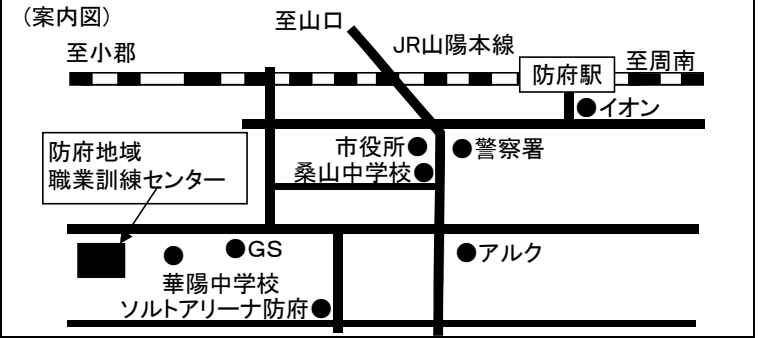 (案内図)
至山口
JR山陽本線
至小郡
防府駅
至周南
●イオン
防府地域
職業訓練センター
市役所●
●警察署
桑山中学校●
●GS
●アルク
華陽中学校
ソルトアリーナ防府●